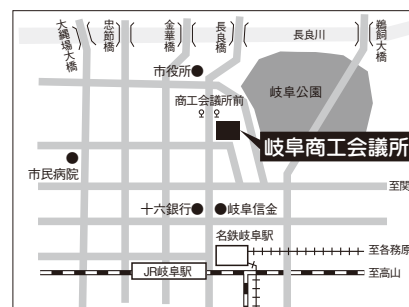 大縄場大橋
忠節橋
金華橋
長良橋
長良川
鵜飼大橋
市役所
岐阜公園
商工会議所前
岐阜商工会議所
市民病院
至関
十六銀行
岐阜信金
名鉄岐阜駅
至各務原
JR岐阜駅
至高山